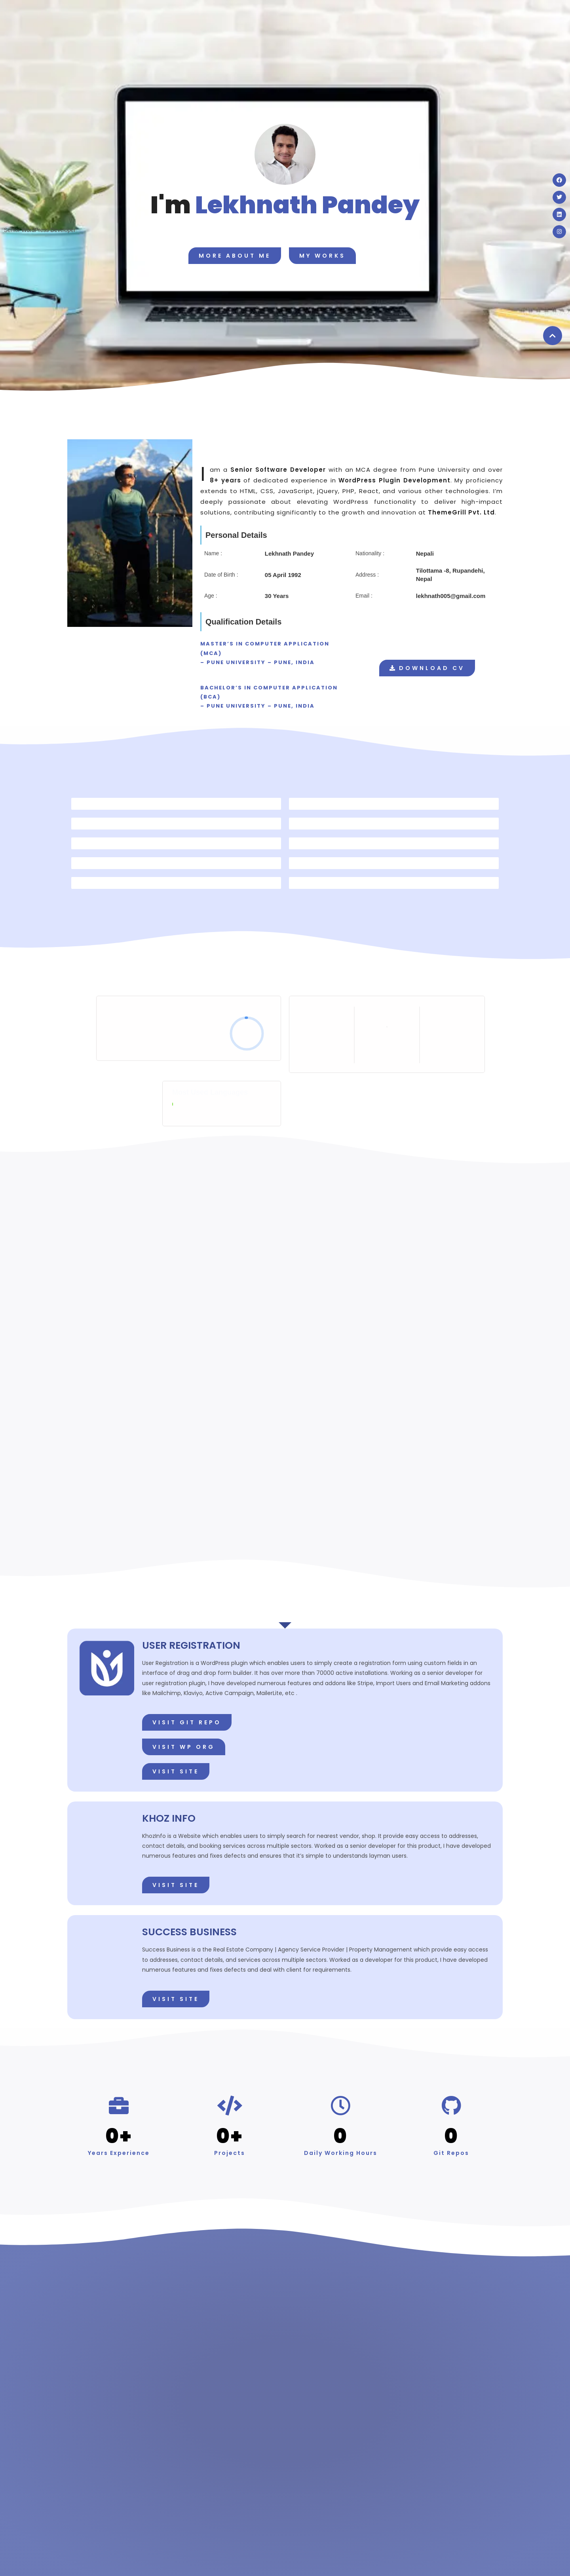 I'm Lekhnath Pandey
MORE ABOUT ME
MY WORKS
I am a Senior Software Developer with an MCA degree from Pune University and over
8+ years of dedicated experience in WordPress Plugin Development. My proficiency
extends to HTML, CSS, JavaScript, jQuery, PHP, React, and various other technologies. I'm
deeply passionate about elevating WordPress functionality to deliver high-impact
solutions, contributing significantly to the growth and innovation at ThemeGrill Pvt. Ltd.
Personal Details
Name : Lekhnath Pandey Nationality : Nepali
Date of Birth : 05 April 1992 Address : Tilottama -8, Rupandehi,
Nepal
Age : 30 Years Email : lekhnath005@gmail.com
Qualification Details
MASTER'S IN COMPUTER APPLICATION
(MCA)
– PUNE UNIVERSITY – PUNE, INDIA
DOWNLOAD CV
BACHELOR'S IN COMPUTER APPLICATION
(BCA)
– PUNE UNIVERSITY – PUNE, INDIA
USER REGISTRATION
User Registration is a WordPress plugin which enables users to simply create a registration form using custom fields in an
interface of drag and drop form builder. It has over more than 70000 active installations. Working as a senior developer for
user registration plugin, I have developed numerous features and addons like Stripe, Import Users and Email Marketing addons
like Mailchimp, Klaviyo, Active Campaign, MailerLite, etc .
VISIT GIT REPO
VISIT WP ORG
VISIT SITE
KHOZ INFO
KhozInfo is a Website which enables users to simply search for nearest vendor, shop. It provide easy access to addresses,
contact details, and booking services across multiple sectors. Worked as a senior developer for this product, I have developed
numerous features and fixes defects and ensures that it's simple to understands layman users.
VISIT SITE
SUCCESS BUSINESS
Success Business is a the Real Estate Company | Agency Service Provider | Property Management which provide easy access
to addresses, contact details, and services across multiple sectors. Worked as a developer for this product, I have developed
numerous features and fixes defects and deal with client for requirements.
VISIT SITE
0+ 0+ 0 0
Years Experience Projects Daily Working Hours Git Repos